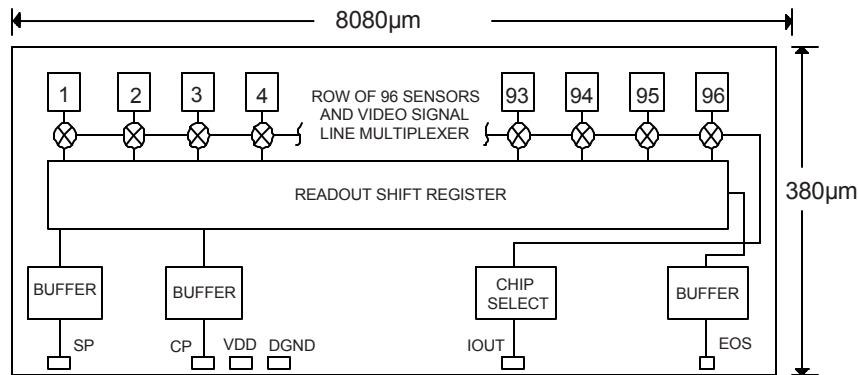 8080µm
1 2 3 4 ROW OF 96 SENSORS 93 94 95 96
AND VIDEO SIGNAL
LINE MULTIPLEXER
READOUT SHIFT REGISTER
380µm
BUFFER BUFFER CHIP SELECT BUFFER
SP CP VDD DGND IOUT EOS